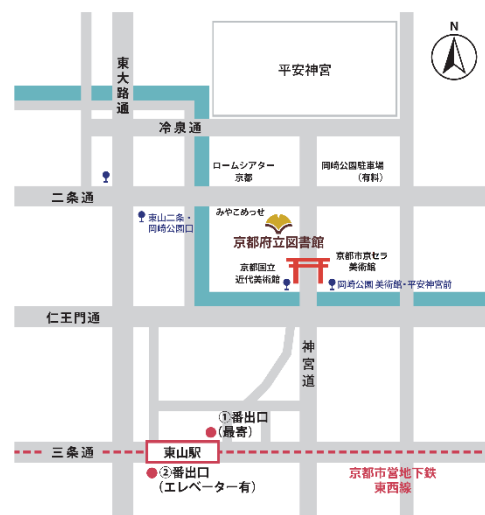 N
東大路通
平安神宮
冷泉通
ロームシアター
京都
岡崎公園駐車場
(有料)
二条通
みやこめっせ
東山二条・
岡崎公園口
京都府立図書館
京都市京セラ
美術館
京都国立
近代美術館
岡崎公園 美術館・平安神宮前
仁王門通
神宮道
①番出口
(最寄)
三条通
東山駅
②番出口
(エレベーター有)
京都市営地下鉄
東西線